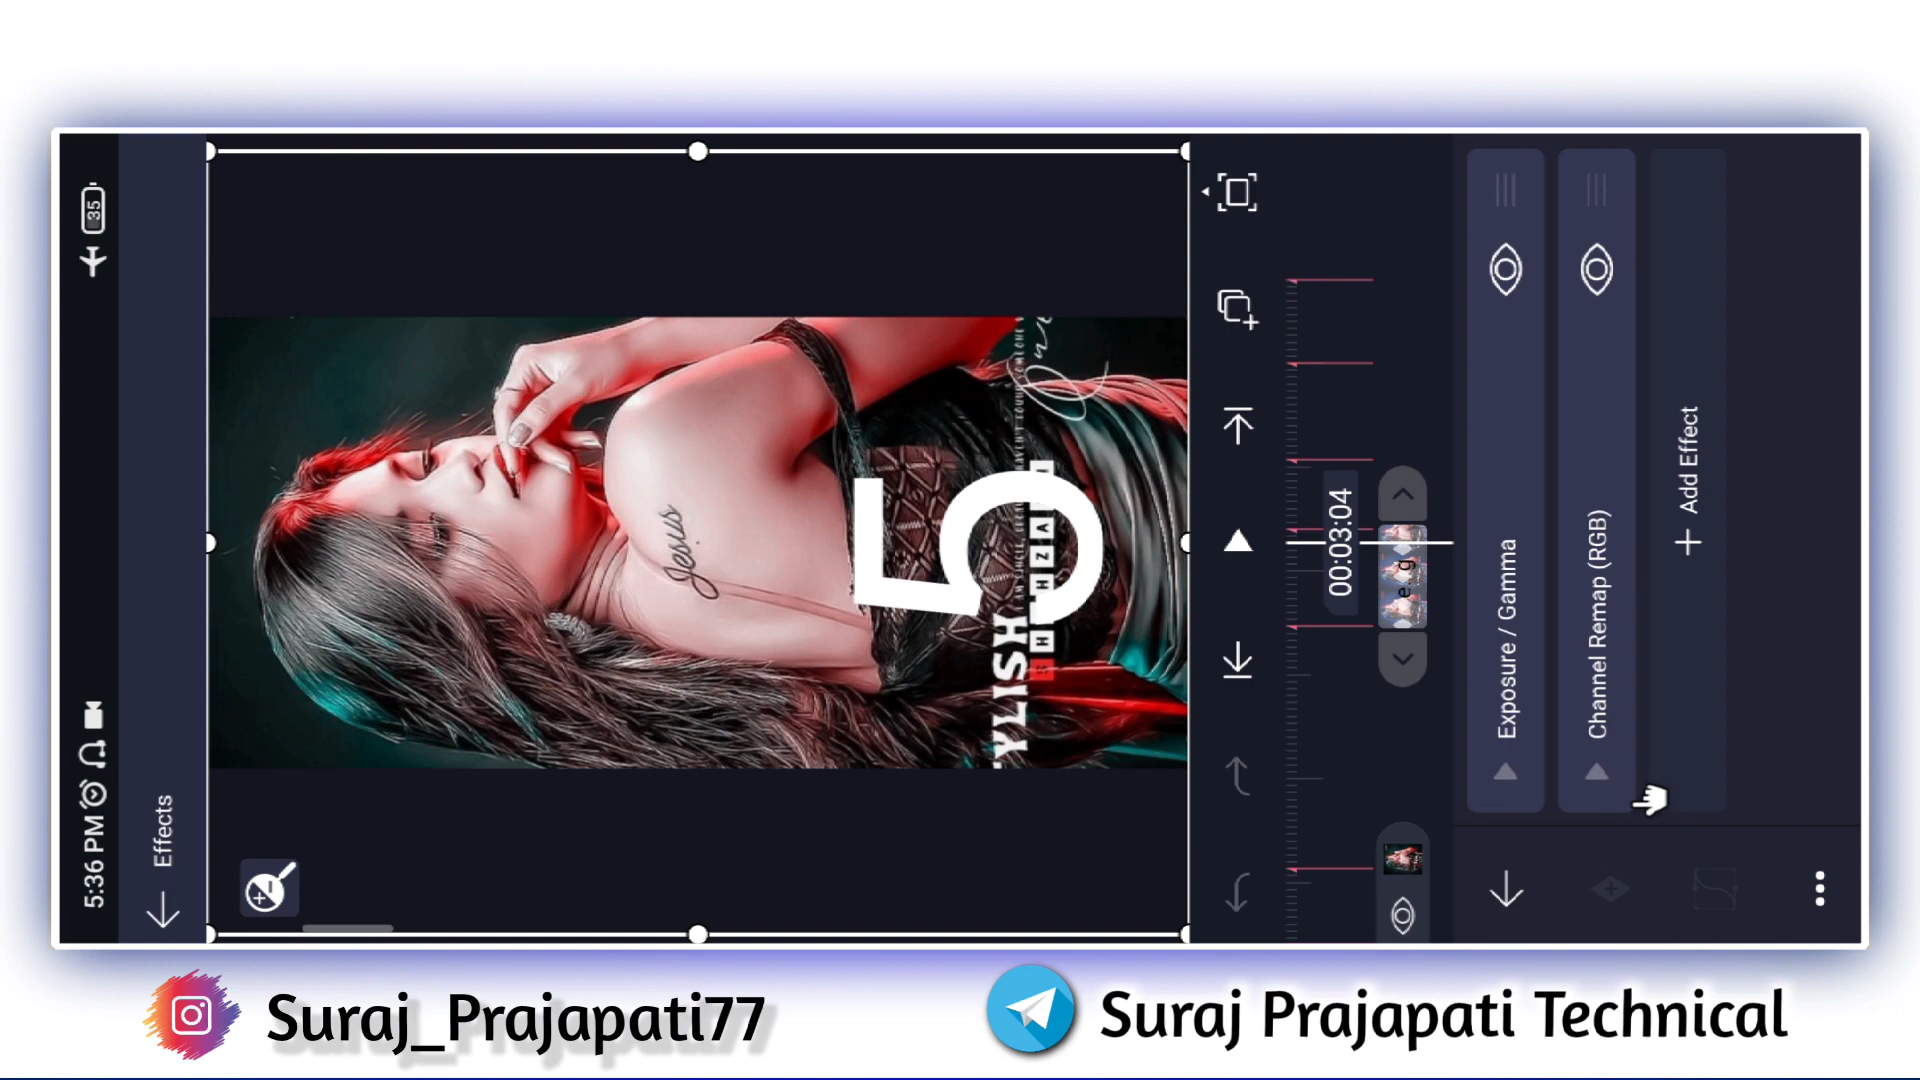 5:36 PM
35
Effects
Jesus
5
YLISH
00:03:04
e
g
Exposure / Gamma
Channel Remap (RGB)
+ Add Effect
Suraj_Prajapati77
Suraj Prajapati Technical